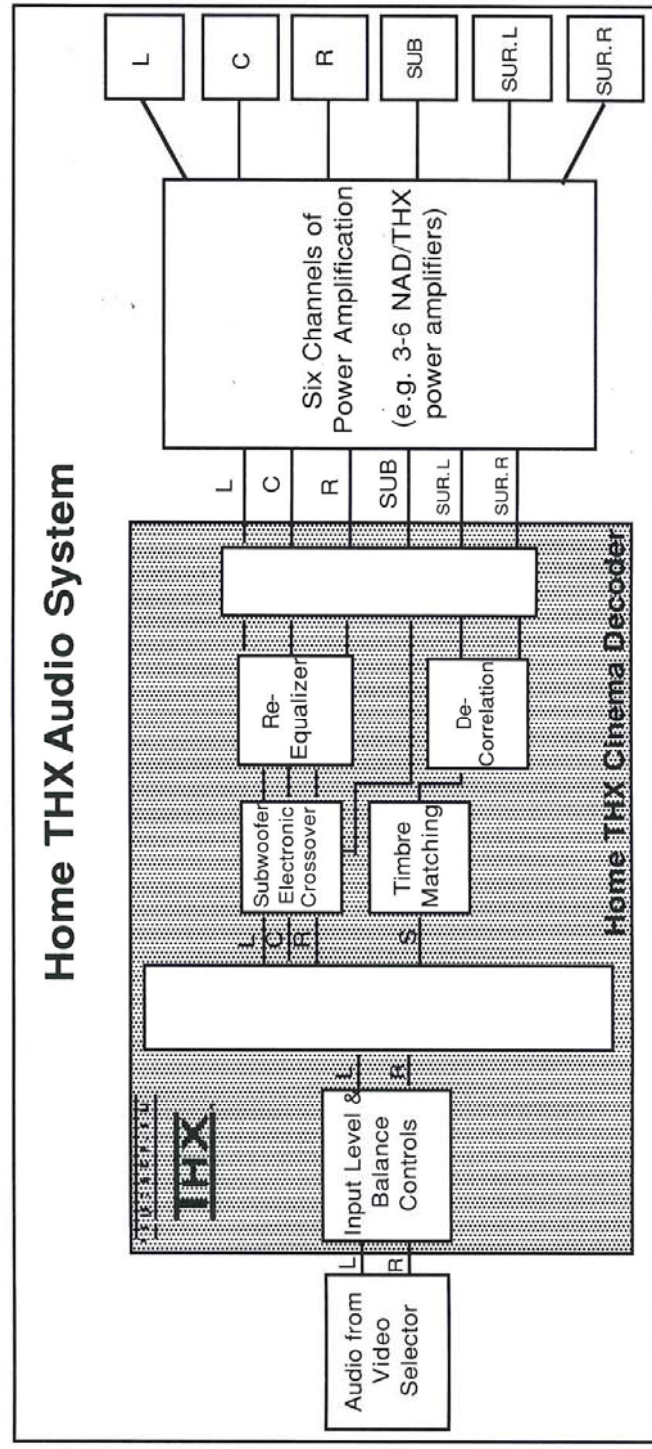 Home THX Audio System
THX
Audio from
Video
Selector
L
R
Input Level &
Balance
Controls
L
R
L
C
R
S
Subwoofer
Electronic
Crossover
Timbre
Matching
Re-
Equalizer
De-
Correlation
Home THX Cinema Decoder
L
C
R
SUB
SUR. L
SUR. R
Six Channels of
Power Amplification
(e.g. 3-6 NAD/THX
power amplifiers)
L
C
R
SUB
SUR. L
SUR. R